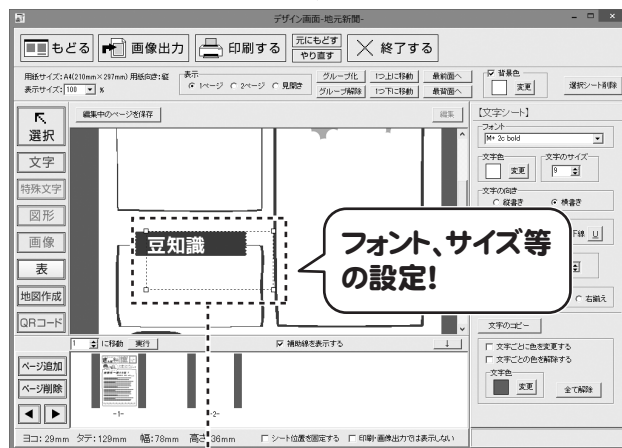 デザイン画面-地元新聞-
もどる
画像出力
印刷する
元にもどす
やり直す
終了する
用紙サイズ:A4(210mm×297mm) 用紙向き:縦
表示サイズ: 100 %
表示
1ページ 2ページ 見開き
グループ化
1つ上に移動
最前面へ
グループ解除
1つ下に移動
最背面へ
背景色
変更
選択シート削除
選択
文字
特殊文字
図形
画像
表
地図作成
QRコード
編集中のページを保存
編集
豆知識
フォント、サイズ等
の設定!
【文字シート】
フォント
M+ 2c bold
文字色
変更
文字のサイズ
9
文字の向き
縦書き 横書き
線 U
右揃え
文字のコピー
文字ごとに色を変更する
文字ごとの色を解除する
文字色
変更
全て解除
1 に移動 実行
補助線を表示する
↓
ページ追加
ページ削除
-1-
-2-
ヨコ:29mm タテ:129mm 幅:78mm 高さ:36mm
シート位置を固定する
印刷・画像出力では表示しない